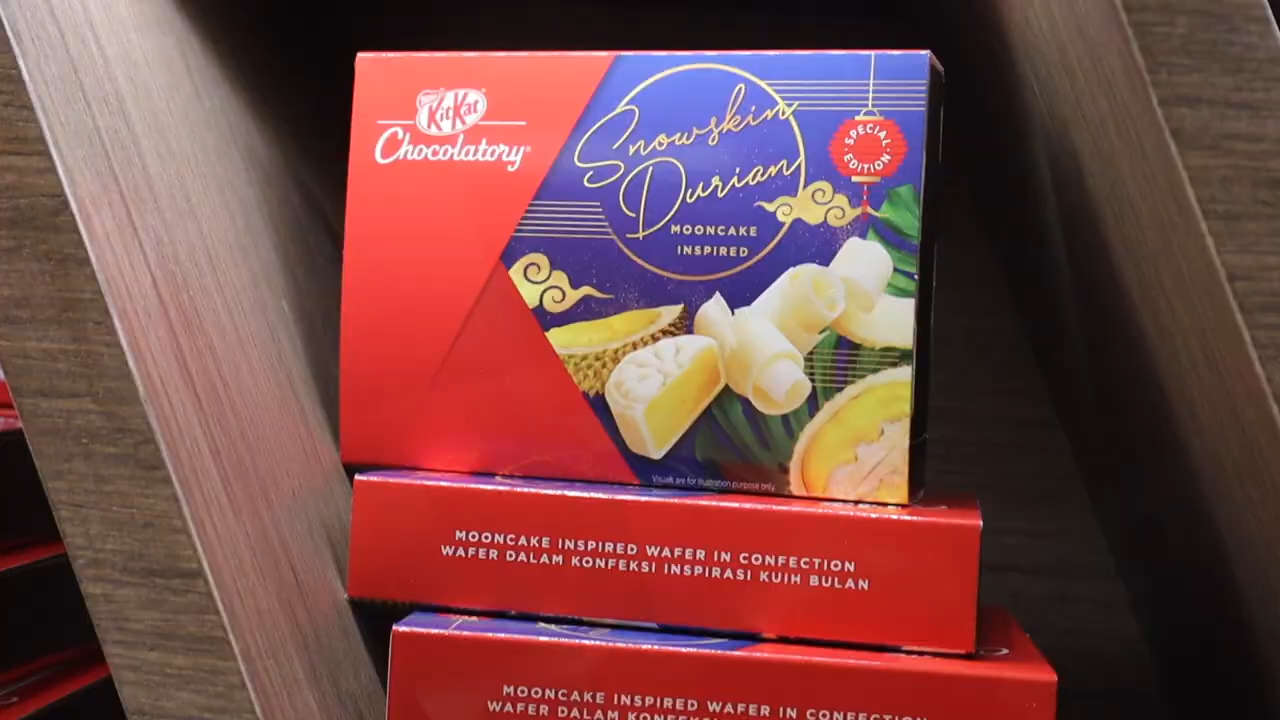 Nestlé
KitKat
Chocolatory
Snowskin
Durian
MOONCAKE
INSPIRED
SPECIAL
EDITION
Visuals are for illustration purpose only.
MOONCAKE INSPIRED WAFER IN CONFECTION
WAFER DALAM KONFEKSI INSPIRASI KUIH BULAN
MOONCAKE INSPIRED WAFER IN CONFECTION
WAFER DALAM